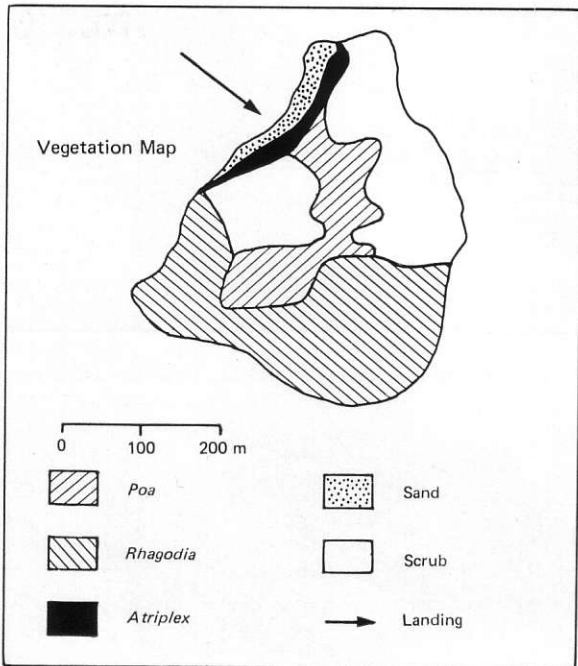 Vegetation Map
0 100 200 m
Poa
Sand
Rhagodia
Scrub
Atriplex
Landing